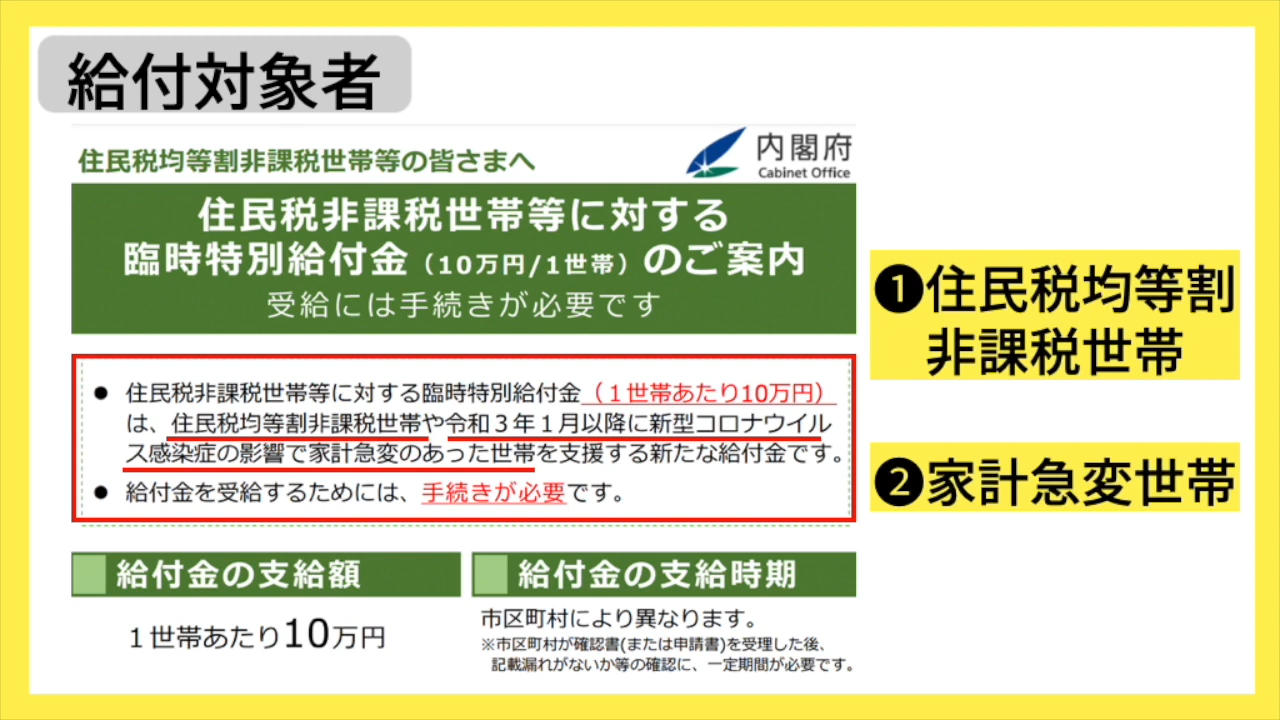 給付対象者
住民税均等割非課税世帯等の皆さまへ
内閣府
Cabinet Office
住民税非課税世帯等に対する
臨時特別給付金（10万円/1世帯）のご案内
受給には手続きが必要です
● 住民税非課税世帯等に対する臨時特別給付金（１世帯あたり10万円）
は、住民税均等割非課税世帯や令和３年１月以降に新型コロナウイル
ス感染症の影響で家計急変のあった世帯を支援する新たな給付金です。
● 給付金を受給するためには、手続きが必要です。
給付金の支給額
１世帯あたり10万円
給付金の支給時期
市区町村により異なります。
※市区町村が確認書(または申請書)を受理した後、
記載漏れがないか等の確認に、一定期間が必要です。
❶住民税均等割
非課税世帯
❷家計急変世帯